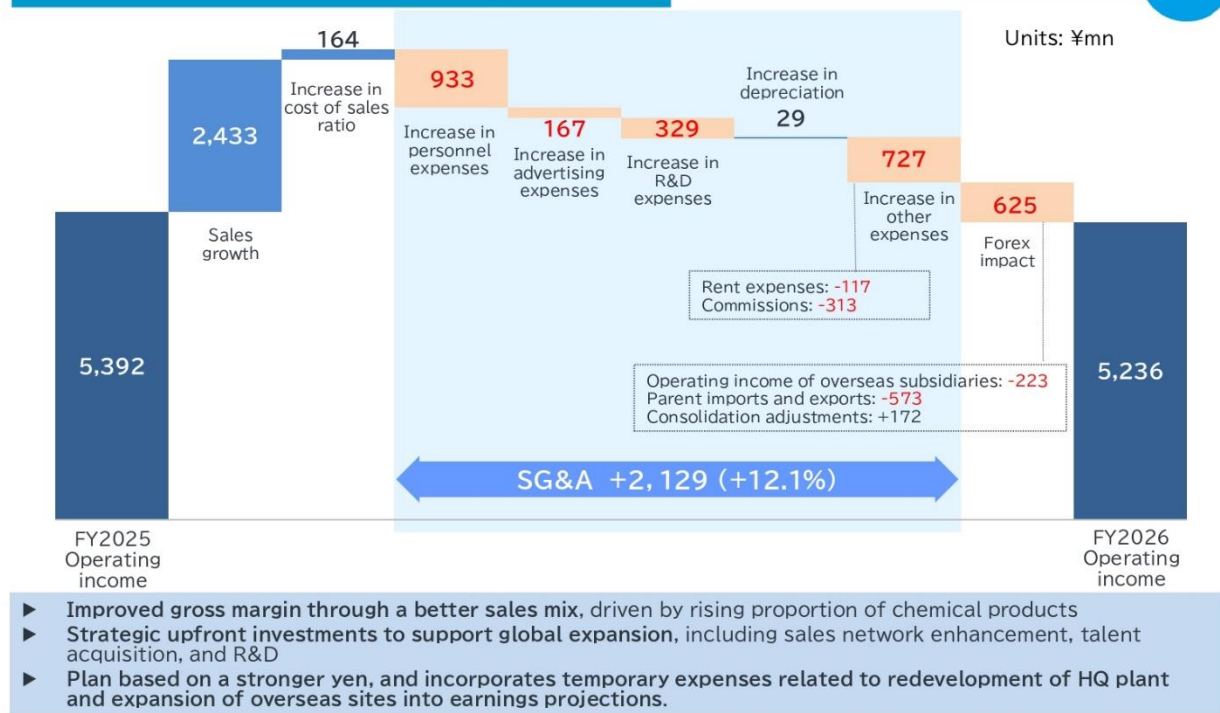 Units: ¥mn
164
Increase in
cost of sales
ratio
2,433
Sales
growth
933
Increase in
personnel
expenses
167
Increase in
advertising
expenses
329
Increase in
R&D
expenses
Increase in
depreciation
29
727
Increase in
other
expenses
625
Forex
impact
Rent expenses: -117
Commissions: -313
Operating income of overseas subsidiaries: -223
Parent imports and exports: -573
Consolidation adjustments: +172
5,392
5,236
SG&A +2,129 (+12.1%)
FY2025
Operating
income
FY2026
Operating
income
► Improved gross margin through a better sales mix, driven by rising proportion of chemical products
► Strategic upfront investments to support global expansion, including sales network enhancement, talent
acquisition, and R&D
► Plan based on a stronger yen, and incorporates temporary expenses related to redevelopment of HQ plant
and expansion of overseas sites into earnings projections.